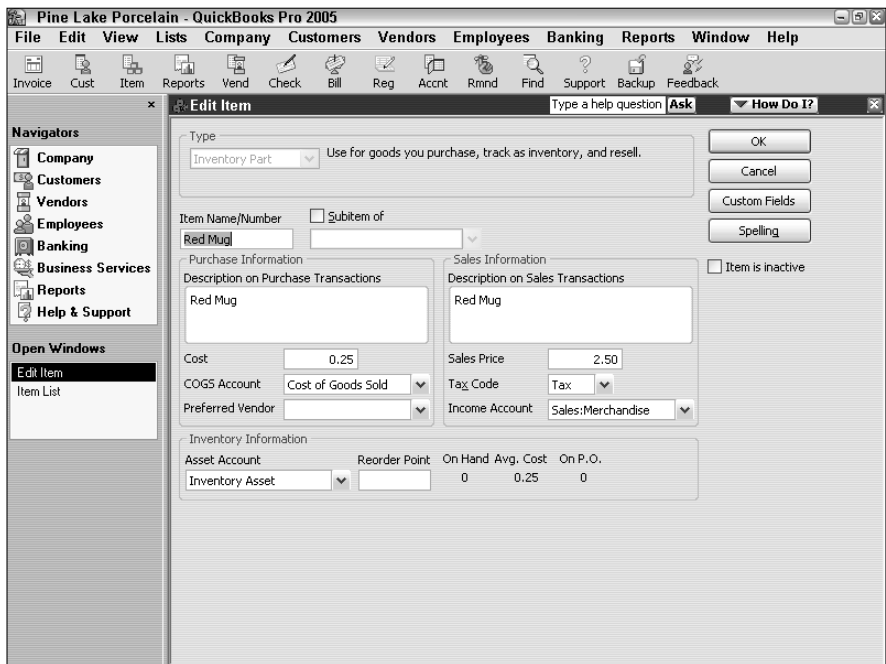 Pine Lake Porcelain - QuickBooks Pro 2005
File Edit View Lists Company Customers Vendors Employees Banking Reports Window Help
Invoice Cust Item Reports Vend Check Bill Reg Accnt Rmnd Find Support Backup Feedback
Edit Item
Type a help question Ask
How Do I?
Navigators
Company
Customers
Vendors
Employees
Banking
Business Services
Reports
Help & Support
Open Windows
Edit Item
Item List
Type
Inventory Part
Use for goods you purchase, track as inventory, and resell.
OK
Cancel
Custom Fields
Spelling
Item is inactive
Item Name/Number
Subitem of
Red Mug
Purchase Information
Description on Purchase Transactions
Red Mug
Cost 0.25
COGS Account Cost of Goods Sold
Preferred Vendor
Sales Information
Description on Sales Transactions
Red Mug
Sales Price 2.50
Tax Code Tax
Income Account Sales:Merchandise
Inventory Information
Asset Account Reorder Point On Hand Avg. Cost On P.O.
Inventory Asset 0 0.25 0